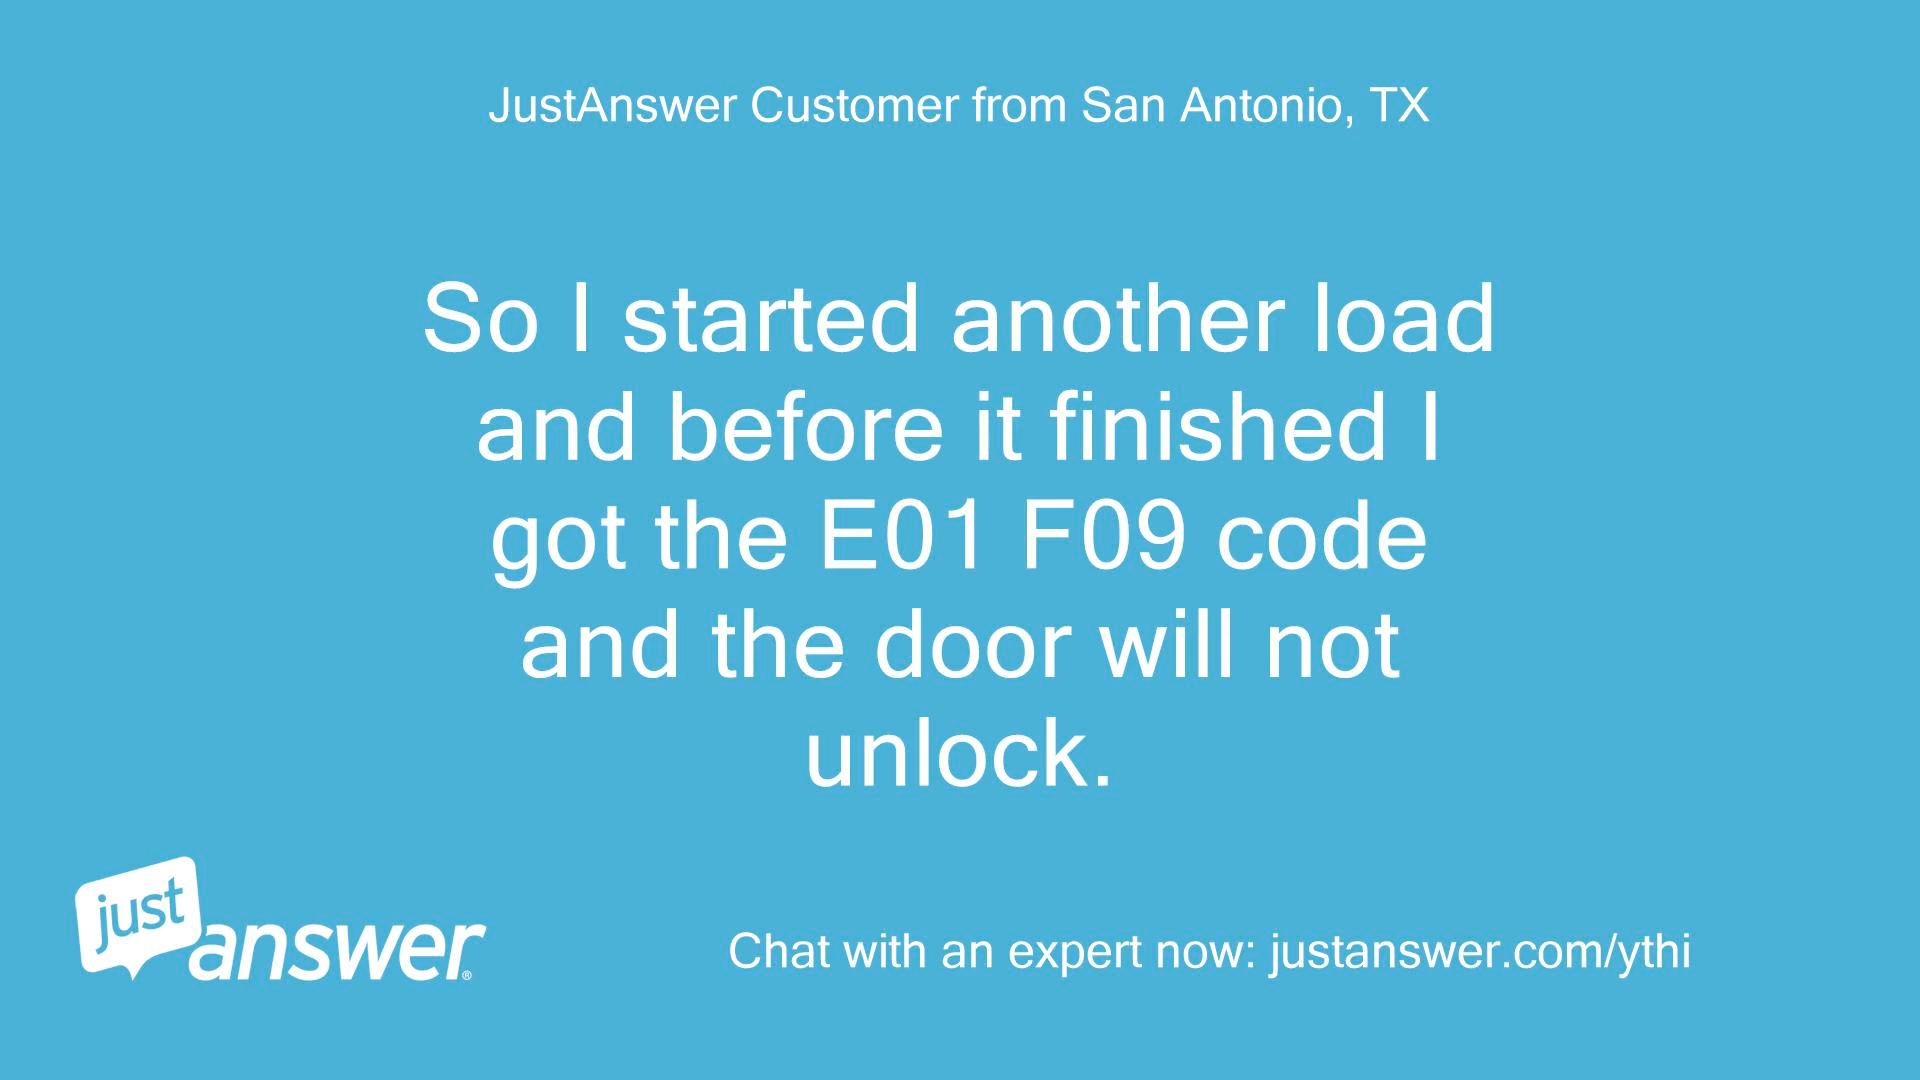 JustAnswer Customer from San Antonio, TX
So I started another load
and before it finished I
got the E01 F09 code
and the door will not
unlock.
just
answer®
Chat with an expert now: justanswer.com/ythi